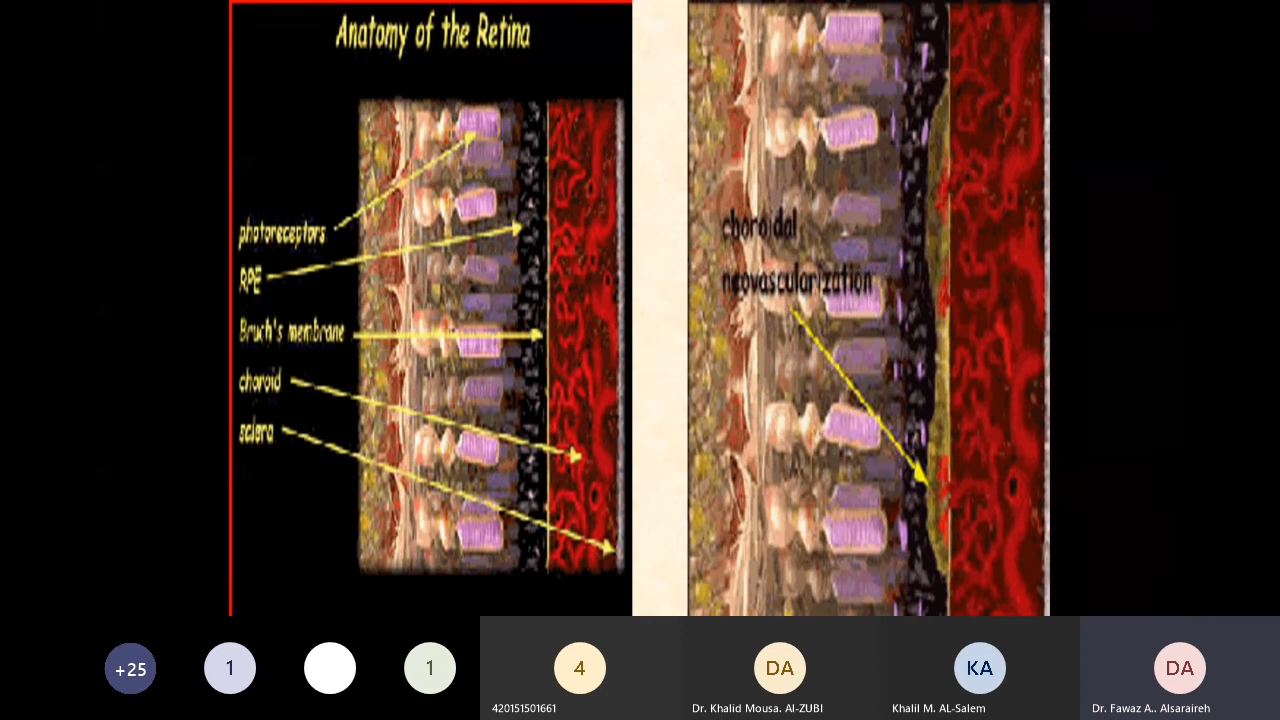 Anatomy of the Retina
photoreceptors
RPE
Bruch's membrane
choroid
sclera
choroidal
neovascularization
+25
1
1
4
DA
KA
DA
420151501661
Dr. Khalid Mousa. Al-ZUBI
Khalil M. AL-Salem
Dr. Fawaz A.. Alsaraireh